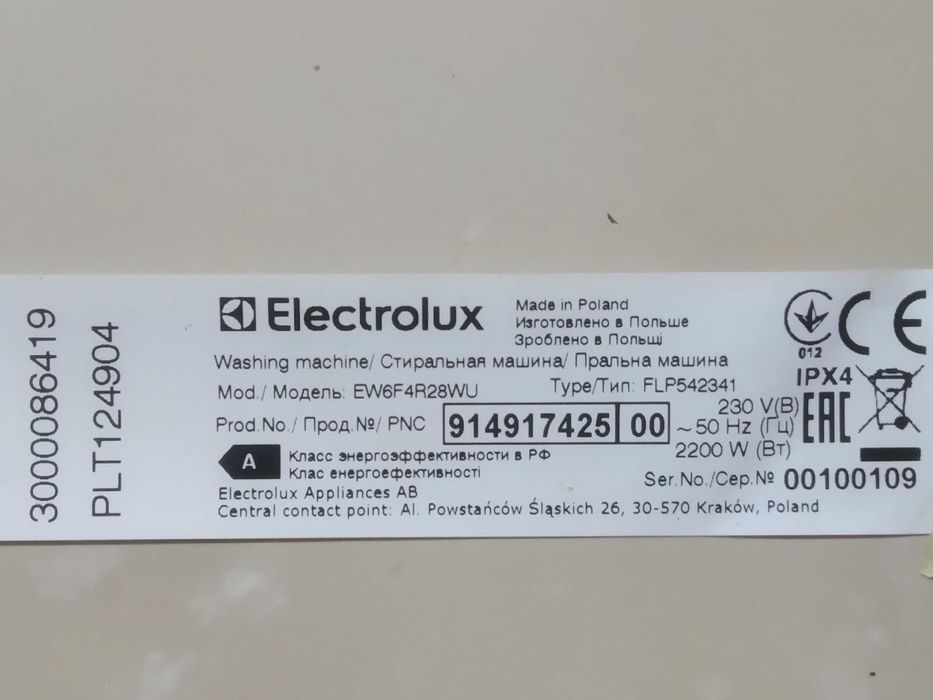 3000086419
PLT124904
Electrolux
Made in Poland
Изготовлено в Польше
Зроблено в Польщі
012
CE
Washing machine/ Стиральная машина/ Пральна машина
IPX4
Mod./ Модель: EW6F4R28WU
Type/Тип: FLP542341
EAC
Prod.No./ Прод.№/ PNC
914917425 00
230 V(В)
~ 50 Hz (Гц)
2200 W (Вт)
A
Класс энергоэффективности в РФ
Клас енергоефективності
Ser.No./Сер.№ 00100109
Electrolux Appliances AB
Central contact point: Al. Powstańców Śląskich 26, 30-570 Kraków, Poland